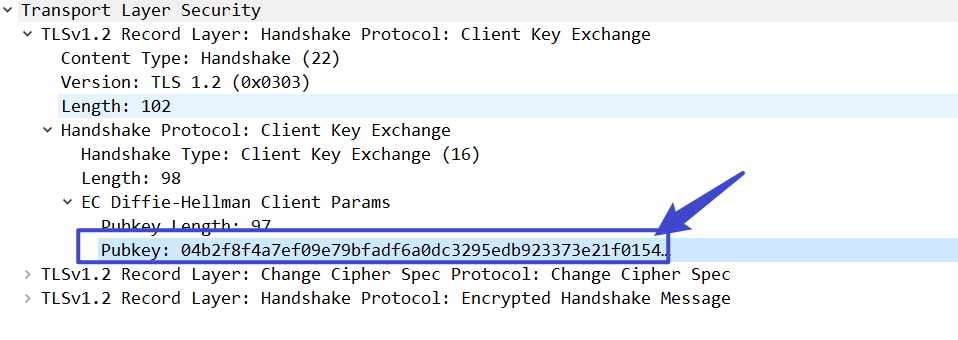 Transport Layer Security
TLSv1.2 Record Layer: Handshake Protocol: Client Key Exchange
Content Type: Handshake (22)
Version: TLS 1.2 (0x0303)
Length: 102
Handshake Protocol: Client Key Exchange
Handshake Type: Client Key Exchange (16)
Length: 98
EC Diffie-Hellman Client Params
Pubkey Length: 97
Pubkey: 04b2f8f4a7ef09e79bfadf6a0dc3295edb923373e21f0154…
TLSv1.2 Record Layer: Change Cipher Spec Protocol: Change Cipher Spec
TLSv1.2 Record Layer: Handshake Protocol: Encrypted Handshake Message